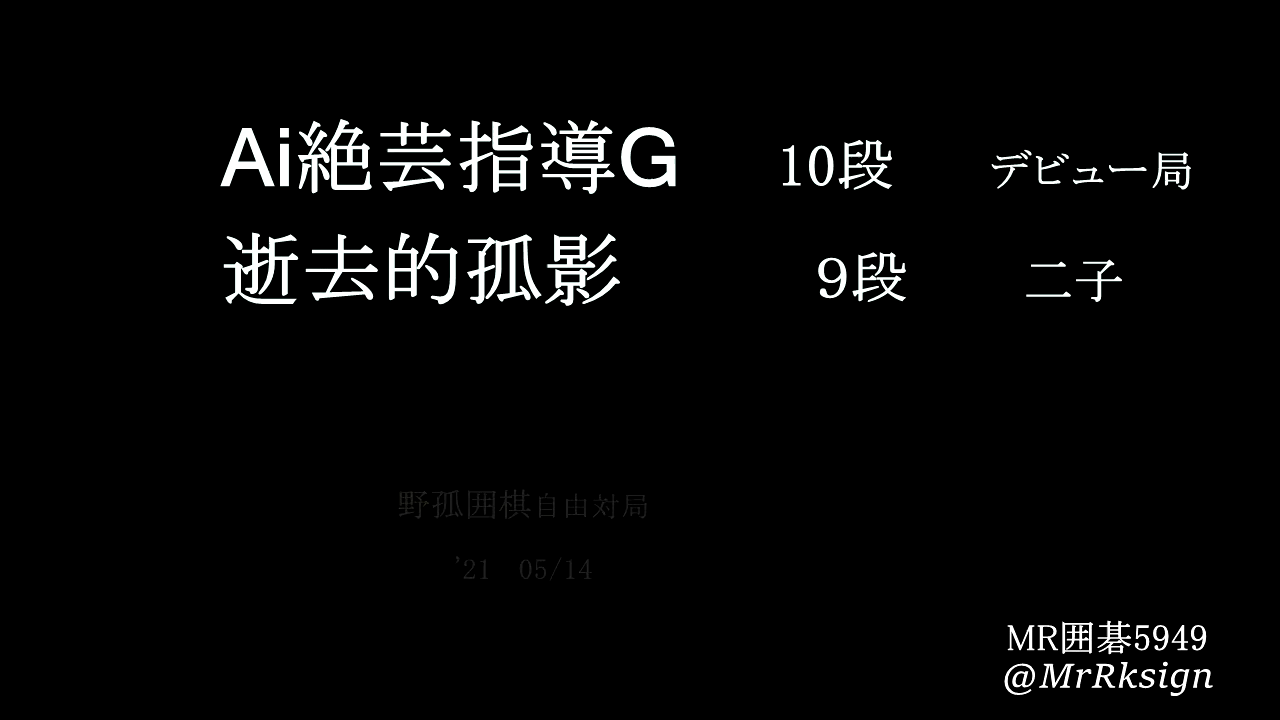 Ai絶芸指導G 10段 デビュー局
逝去的孤影 9段 二子
野孤囲棋自由対局
'21 05/14
MR囲碁5949
@MrRksign